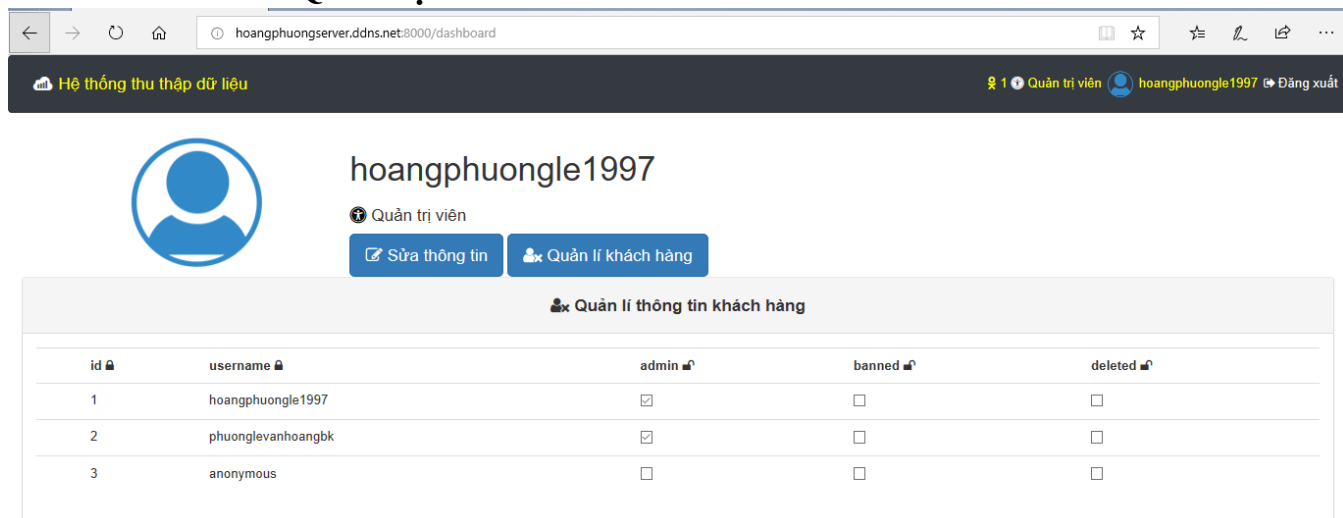 hoangphuongserver.ddns.net:8000/dashboard
Hệ thống thu thập dữ liệu
1 Quản trị viên hoangphuongle1997 Đăng xuất
hoangphuongle1997
Quản trị viên
Sửa thông tin Quản lí khách hàng
Quản lí thông tin khách hàng
id username admin banned deleted
1 hoangphuongle1997
2 phuonglevanhoangbk
3 anonymous